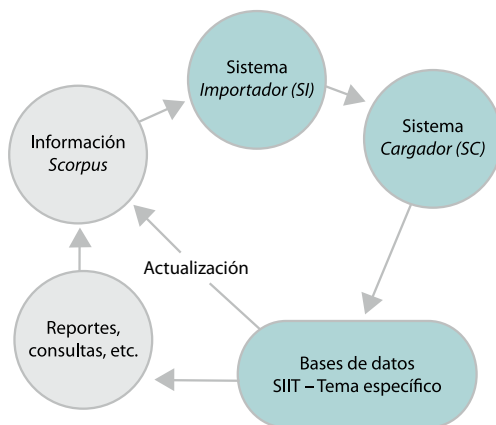 Sistema
Importador (SI)
Sistema
Cargador (SC)
Información
Scorpus
Actualización
Reportes,
consultas, etc.
Bases de datos
SIIT – Tema específico